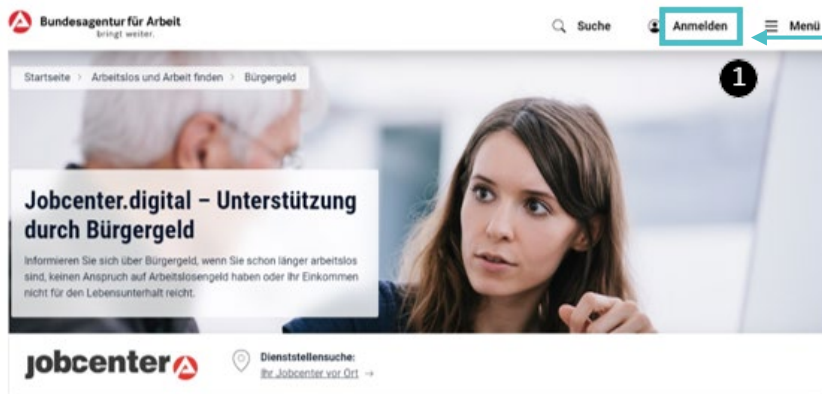 Bundesagentur für Arbeit
bringt weiter.
Suche
Anmelden
Menü
1
Startseite > Arbeitslos und Arbeit finden > Bürgergeld
Jobcenter.digital – Unterstützung
durch Bürgergeld
Informieren Sie sich über Bürgergeld, wenn Sie schon länger arbeitslos
sind, keinen Anspruch auf Arbeitslosengeld haben oder Ihr Einkommen
nicht für den Lebensunterhalt reicht.
jobcenter
Dienststellensuche:
Ihr Jobcenter vor Ort →